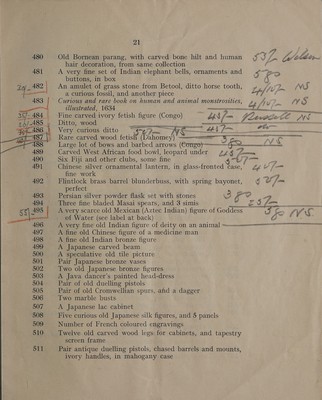 21
480 Old Bornean parang, with carved bone hilt and human
hair decoration, from same collection
481 A very fine set of Indian elephant bells, ornaments and
buttons, in box
482 An amulet of grass stone from Betool, ditto horse tooth,
a curious fossil, and another piece
483 Curious and rare book on human and animal monstrosities,
illustrated, 1634
484 Fine carved ivory fetish figure (Congo)
485 Ditto, wood
486 Very curious ditto
487 Rare carved wood fetish (Dahomey)
488 Large lot of bows and barbed arrows (Congo)
489 Carved West African food bowl, leopard under
490 Six Fiji and other clubs, some fine
491 Chinese silver ornamental lantern, in glass-fronted case,
fine work
492 Flintlock brass barrel blunderbuss, with spring bayonet,
perfect
493 Persian silver powder flask set with stones
494 Three fine bladed Masai spears, and 3 simis
495 A very scarce old Mexican (Aztec Indian) figure of Goddess
of Water (see label at back)
NS
496 A very fine old Indian figure of deity on an animal
497 A fine old Chinese figure of a medicine man
498 A fine old Indian bronze figure
499 A Japanese carved beam
500 A speculative old tile picture
501 Pair Japanese bronze vases
502 Two old Japanese bronze figures
503 A Java dancer's painted head-dress
504 Pair of old duelling pistols
505 Pair of old Cromwellian spurs, and a dagger
506 Two marble busts
507 A Japanese lac cabinet
508 Five curious old Japanese silk figures, and 5 panels
509 Number of French coloured engravings
510 Twelve old carved wood legs for cabinets, and tapestry
screen frame
511 Pair antique duelling pistols, chased barrels and mounts,
ivory handles, in mahogany case